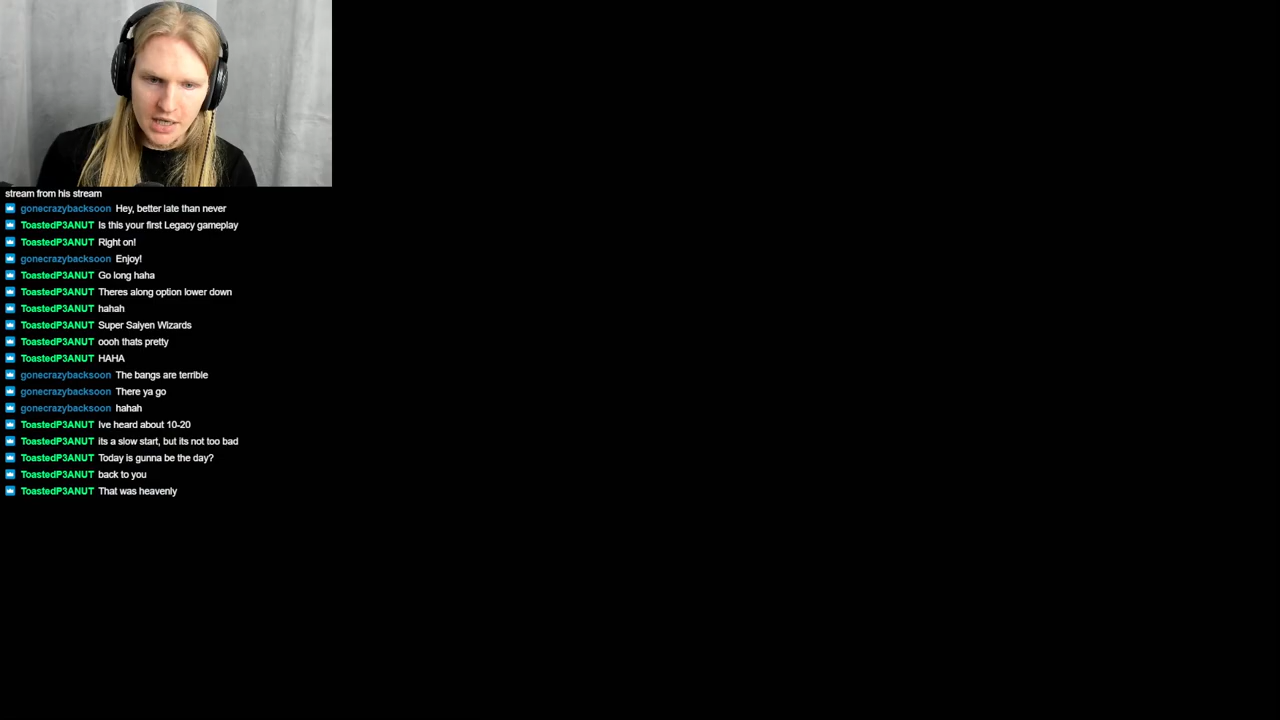 stream from his stream
gonecrazybacksoon Hey, better late than never
ToastedP3ANUT Is this your first Legacy gameplay
ToastedP3ANUT Right on!
gonecrazybacksoon Enjoy!
ToastedP3ANUT Go long haha
ToastedP3ANUT Theres along option lower down
ToastedP3ANUT hahah
ToastedP3ANUT Super Saiyen Wizards
ToastedP3ANUT oooh thats pretty
ToastedP3ANUT HAHA
gonecrazybacksoon The bangs are terrible
gonecrazybacksoon There ya go
gonecrazybacksoon hahah
ToastedP3ANUT Ive heard about 10-20
ToastedP3ANUT its a slow start, but its not too bad
ToastedP3ANUT Today is gunna be the day?
ToastedP3ANUT back to you
ToastedP3ANUT That was heavenly